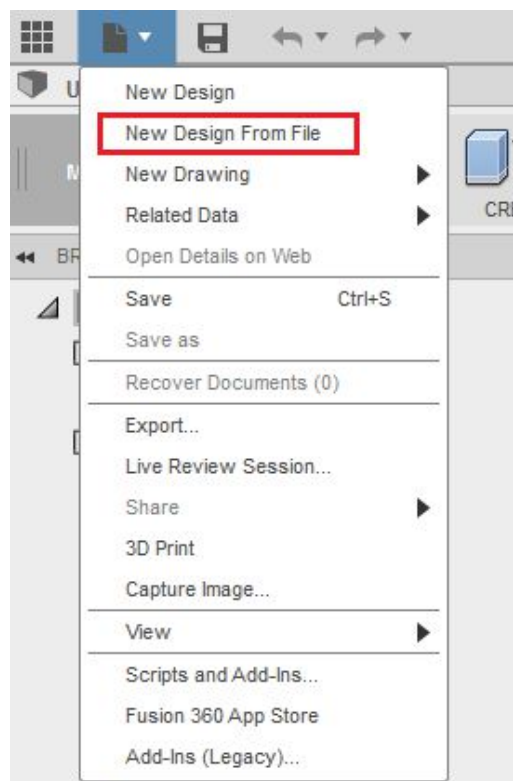 U
New Design
New Design From File
M
New Drawing
CRE
Related Data
BR
Open Details on Web
Save Ctrl+S
Save as
Recover Documents (0)
Export...
Live Review Session...
Share
3D Print
Capture Image...
View
Scripts and Add-Ins...
Fusion 360 App Store
Add-Ins (Legacy)...